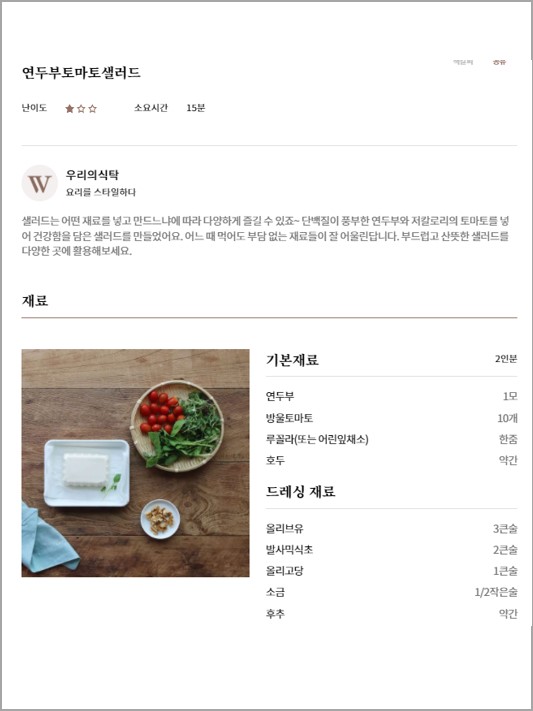 연두부토마토샐러드
난이도 ★☆☆ 소요시간 15분
W 우리의식탁
요리를 스타일하다
샐러드는 어떤 재료를 넣고 만드느냐에 따라 다양하게 즐길 수 있죠~ 단백질이 풍부한 연두부와 저칼로리의 토마토를 넣
어 건강함을 담은 샐러드를 만들었어요. 어느 때 먹어도 부담 없는 재료들이 잘 어울린답니다. 부드럽고 산뜻한 샐러드를
다양한 곳에 활용해보세요.
재료
기본재료 2인분
연두부 1모
방울토마토 10개
루꼴라(또는 어린잎채소) 한줌
호두 약간
드레싱 재료
올리브유 3큰술
발사믹식초 2큰술
올리고당 1큰술
소금 1/2작은술
후추 약간